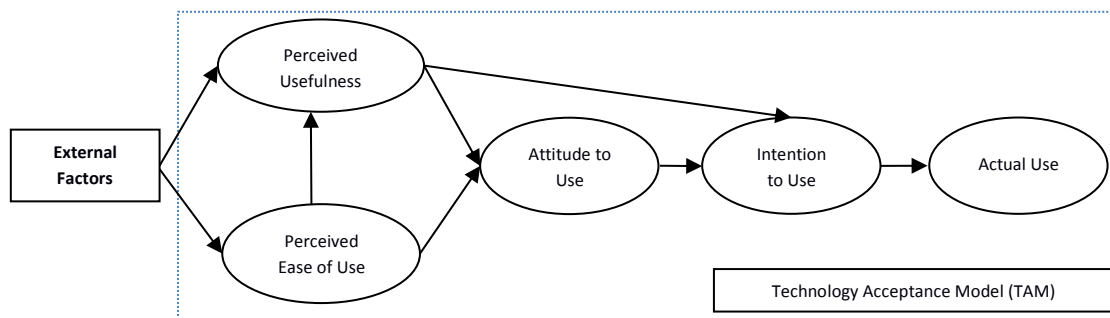 Perceived
Usefulness
External
Factors
Attitude to
Use
Intention
to Use
Actual Use
Perceived
Ease of Use
Technology Acceptance Model (TAM)